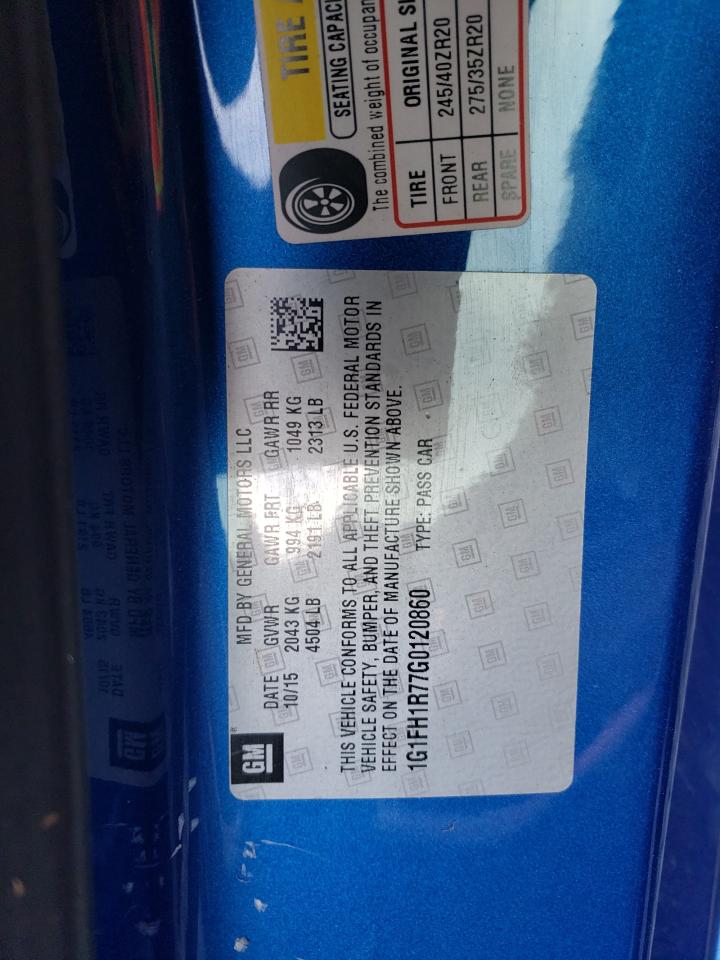 TIRE
SEATING CAPAC
The combined weight of occupan
TIRE ORIGINAL SI
FRONT 245/40ZR20
REAR 275/35ZR20
SPARE NONE
GM
MFD BY GENERAL MOTORS LLC
DATE GVWR GAWR FRT GAWR RR
10/15 2043 KG 994 KG 1049 KG
4504 LB 2191 LB 2313 LB
THIS VEHICLE CONFORMS TO ALL APPLICABLE U.S. FEDERAL MOTOR
VEHICLE SAFETY, BUMPER, AND THEFT PREVENTION STANDARDS IN
EFFECT ON THE DATE OF MANUFACTURE SHOWN ABOVE.
1G1FH1R77G0120860 TYPE: PASS CAR